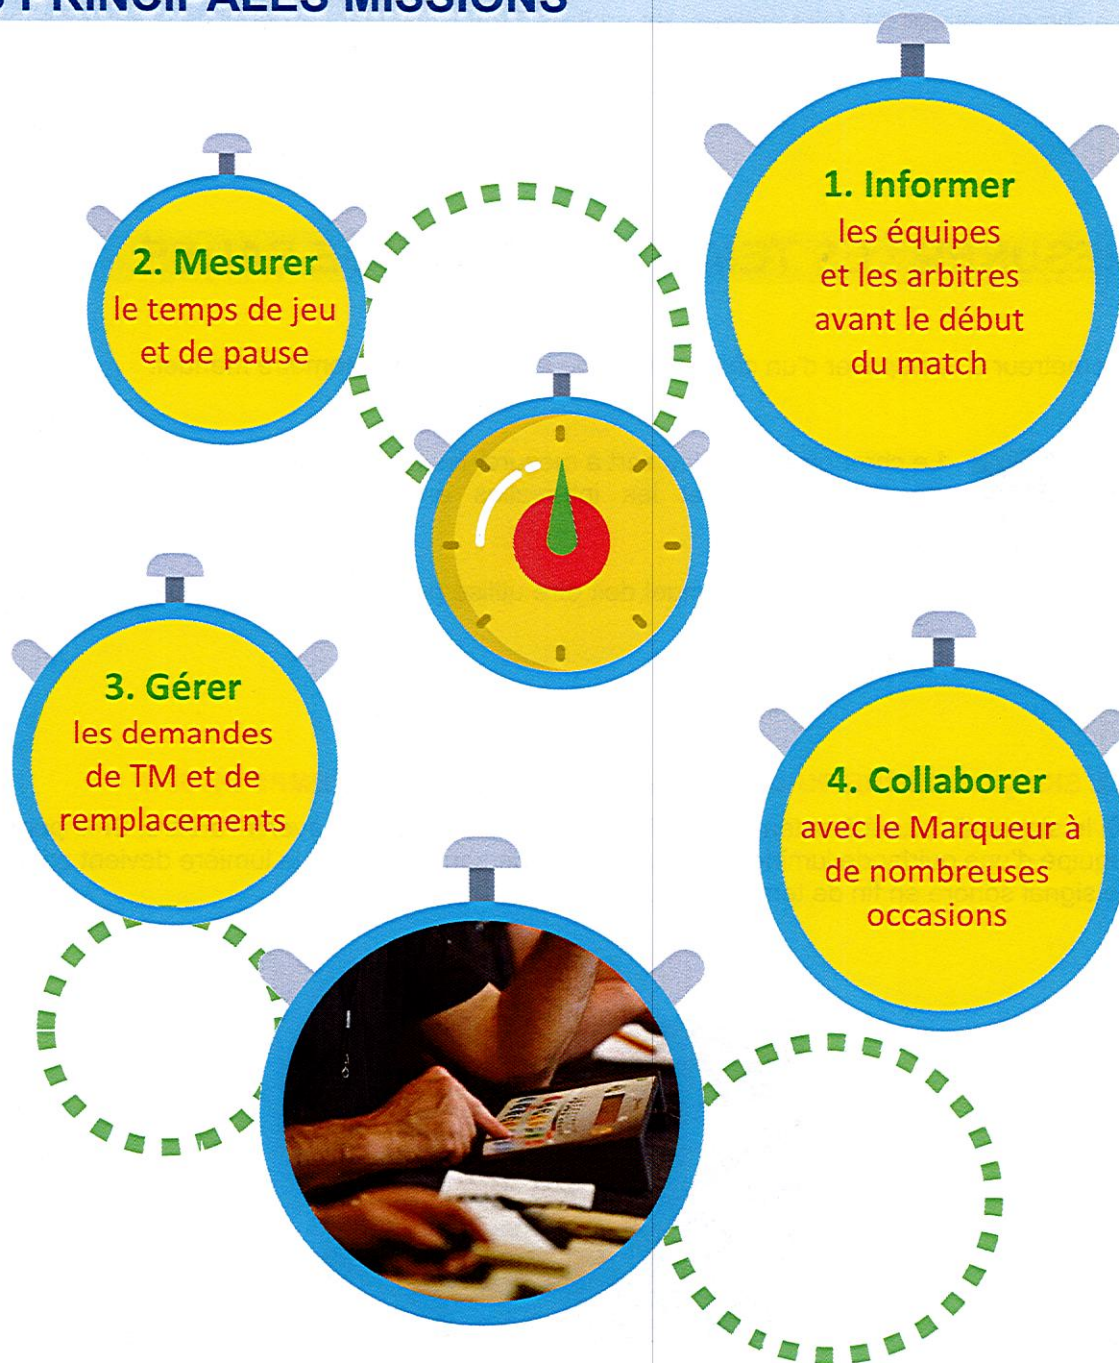 PRINCIPALES MISSIONS
1. Informer
les équipes
et les arbitres
avant le début
du match
2. Mesurer
le temps de jeu
et de pause
3. Gérer
les demandes
de TM et de
remplacements
4. Collaborer
avec le Marqueur à
de nombreuses
occasions